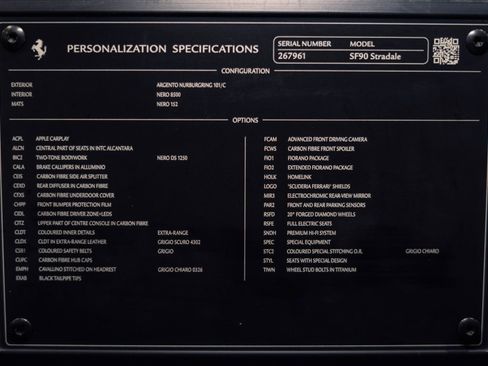 PERSONALIZATION SPECIFICATIONS
SERIAL NUMBER MODEL
267961 SF90 Stradale
CONFIGURATION
EXTERIOR ARGENTO NURBURGRING 101/C
INTERIOR NERO 8500
MATS NERO 152
OPTIONS
ACPL APPLE CARPLAY
ALCN CENTRAL PART OF SEATS IN INTC ALCANTARA
BIC2 TWO-TONE BODYWORK NERO DS 1250
CALA BRAKE CALLIPERS IN ALLUMINIO
CEIS CARBON FIBRE SIDE AIR SPLITTER
CEXD REAR DIFFUSER IN CARBON FIBRE
CFXS CARBON FIBRE UNDERDOOR COVER
CHPP FRONT BUMPER PROTECTION FILM
CIDL CARBON FIBRE DRIVER ZONE+LEDS
CITZ UPPER PART OF CENTRE CONSOLE IN CARBON FIBRE
CLDT COLOURED INNER DETAILS EXTRA-RANGE
CLDX CLDT IN EXTRA-RANGE LEATHER GRIGIO SCURO 4302
CSB1 COLOURED SAFETY BELTS GRIGIO
CUPC CARBON FIBRE HUB CAPS
EMPH CAVALLINO STITCHED ON HEADREST GRIGIO CHIARO 0326
EXAB BLACK TAILPIPE TIPS
FCAM ADVANCED FRONT DRIVING CAMERA
FCWS CARBON FIBRE FRONT SPOILER
FIO1 FIORANO PACKAGE
FIO2 EXTENDED FIORANO PACKAGE
HOLK HOMELINK
LOGO "SCUDERIA FERRARI" SHIELDS
MIR3 ELECTROCHROMIC REAR-VIEW MIRROR
PAR2 FRONT AND REAR PARKING SENSORS
RSFD 20" FORGED DIAMOND WHEELS
RSFE FULL ELECTRIC SEATS
SNDH PREMIUM HI-FI SYSTEM
SPEC SPECIAL EQUIPMENT
STC2 COLOURED SPECIAL STITCHING O.R. GRIGIO CHIARO
STYL SEATS WITH SPECIAL DESIGN
TIWN WHEEL STUD BOLTS IN TITANIUM